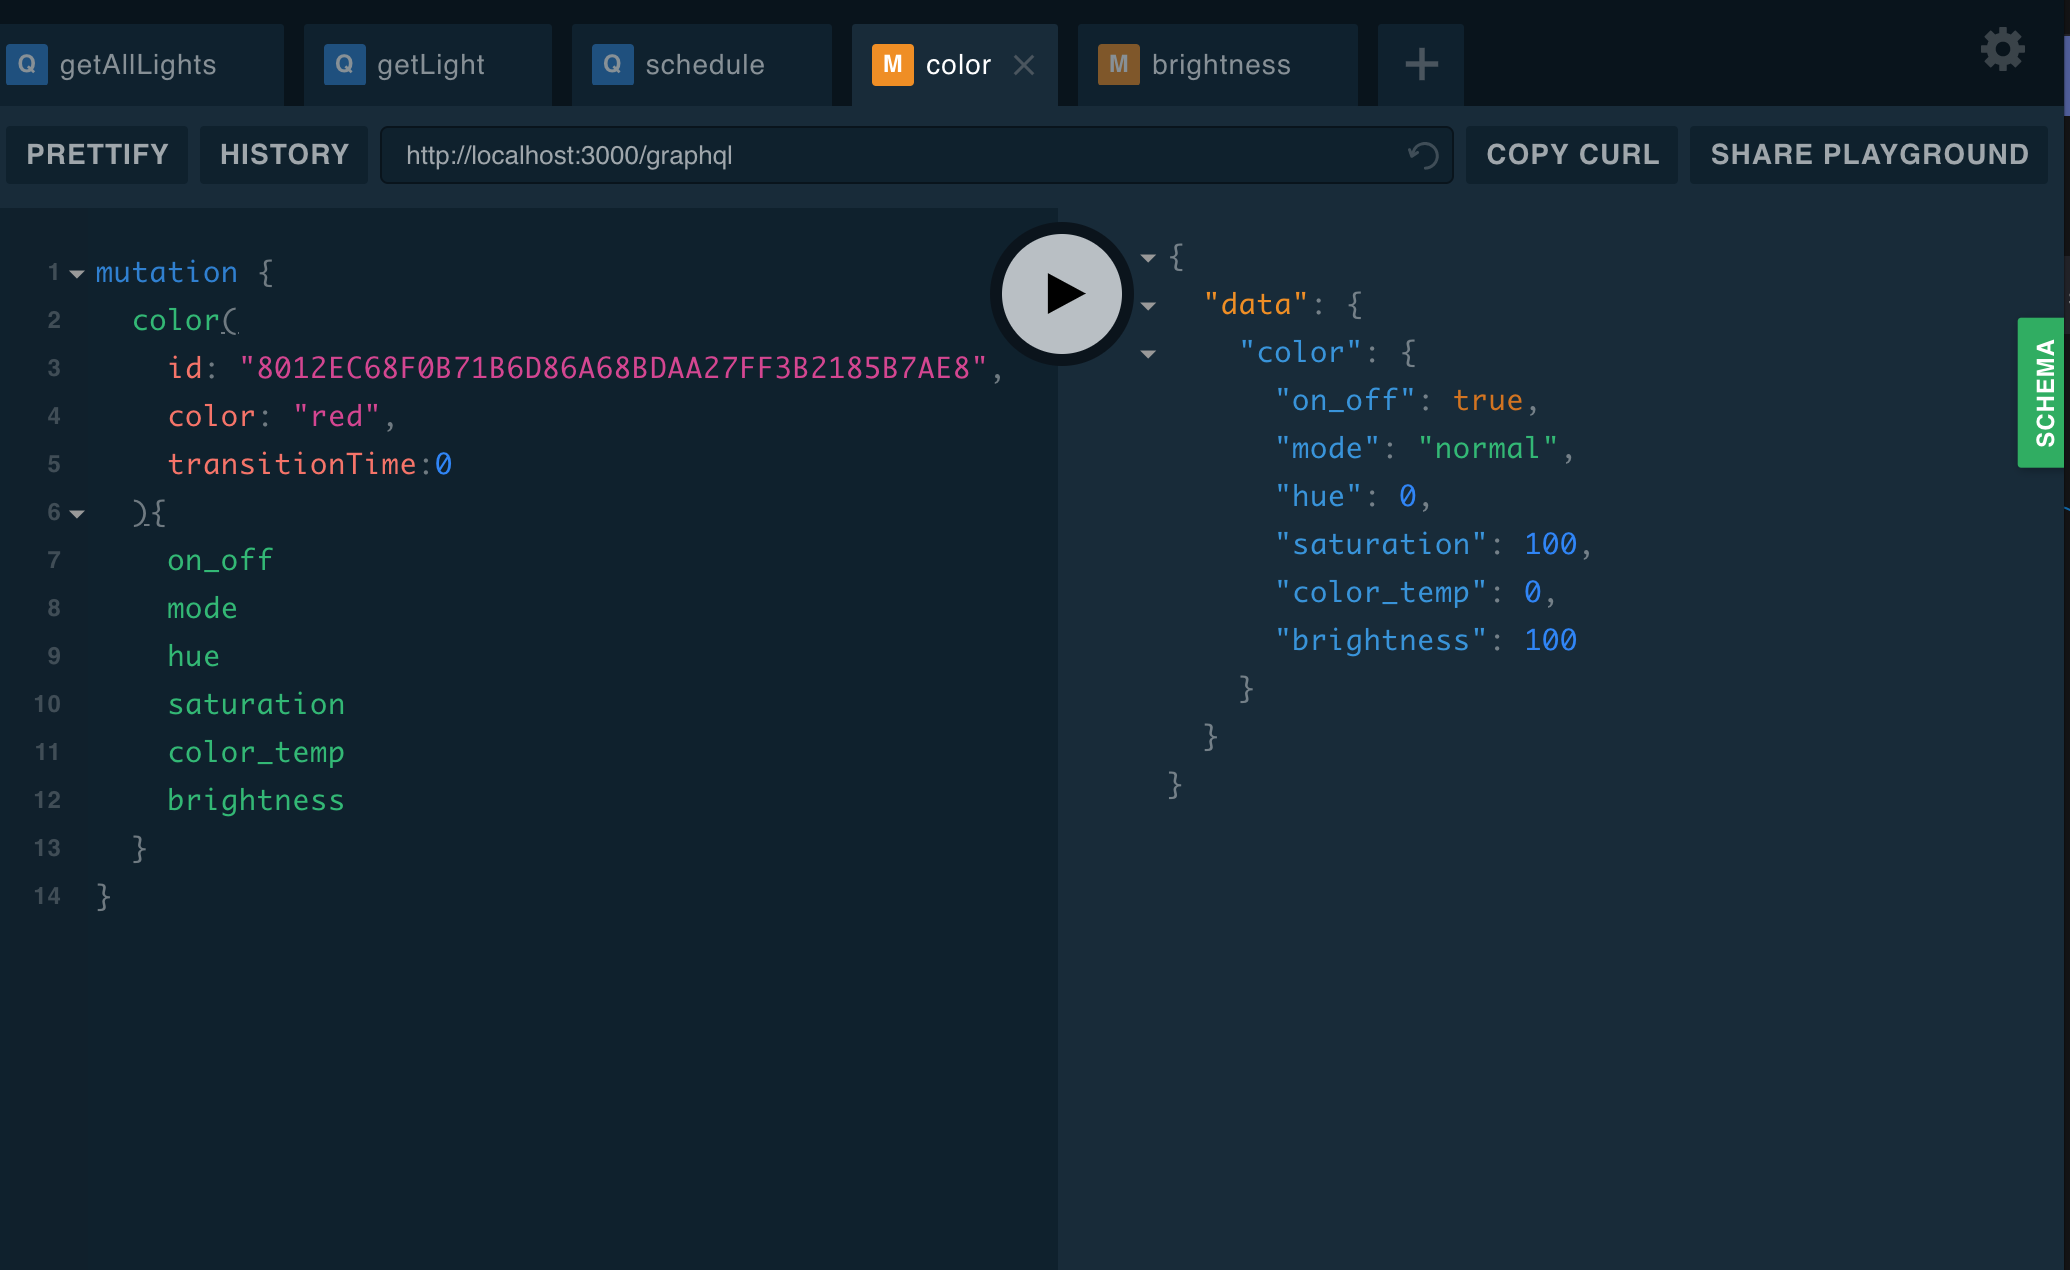 Q getAllLights Q getLight Q schedule M color M brightness
PRETTIFY HISTORY http://localhost:3000/graphql COPY CURL SHARE PLAYGROUND
1 mutation {
2 color(
3 id: "8012EC68F0B71B6D86A68BDAA27FF3B2185B7AE8",
4 color: "red",
5 transitionTime:0
6 ){
7 on_off
8 mode
9 hue
10 saturation
11 color_temp
12 brightness
13 }
14 }
{
"data": {
"color": {
"on_off": true,
"mode": "normal",
"hue": 0,
"saturation": 100,
"color_temp": 0,
"brightness": 100
}
}
}
SCHEMA